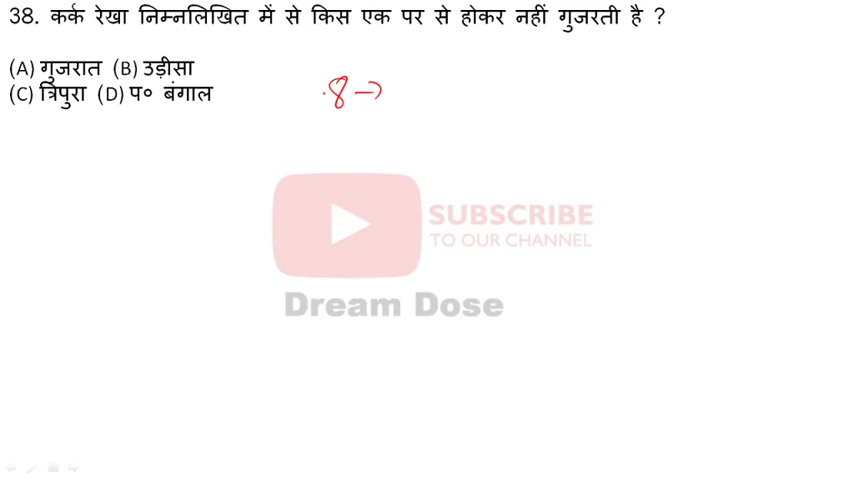 38. कर्क रेखा निम्नलिखित में से किस एक पर से होकर नहीं गुजरती है ?
(A) गुजरात (B) उड़ीसा
(C) त्रिपुरा (D) प० बंगाल
.8 →
SUBSCRIBE
TO OUR CHANNEL
Dream Dose